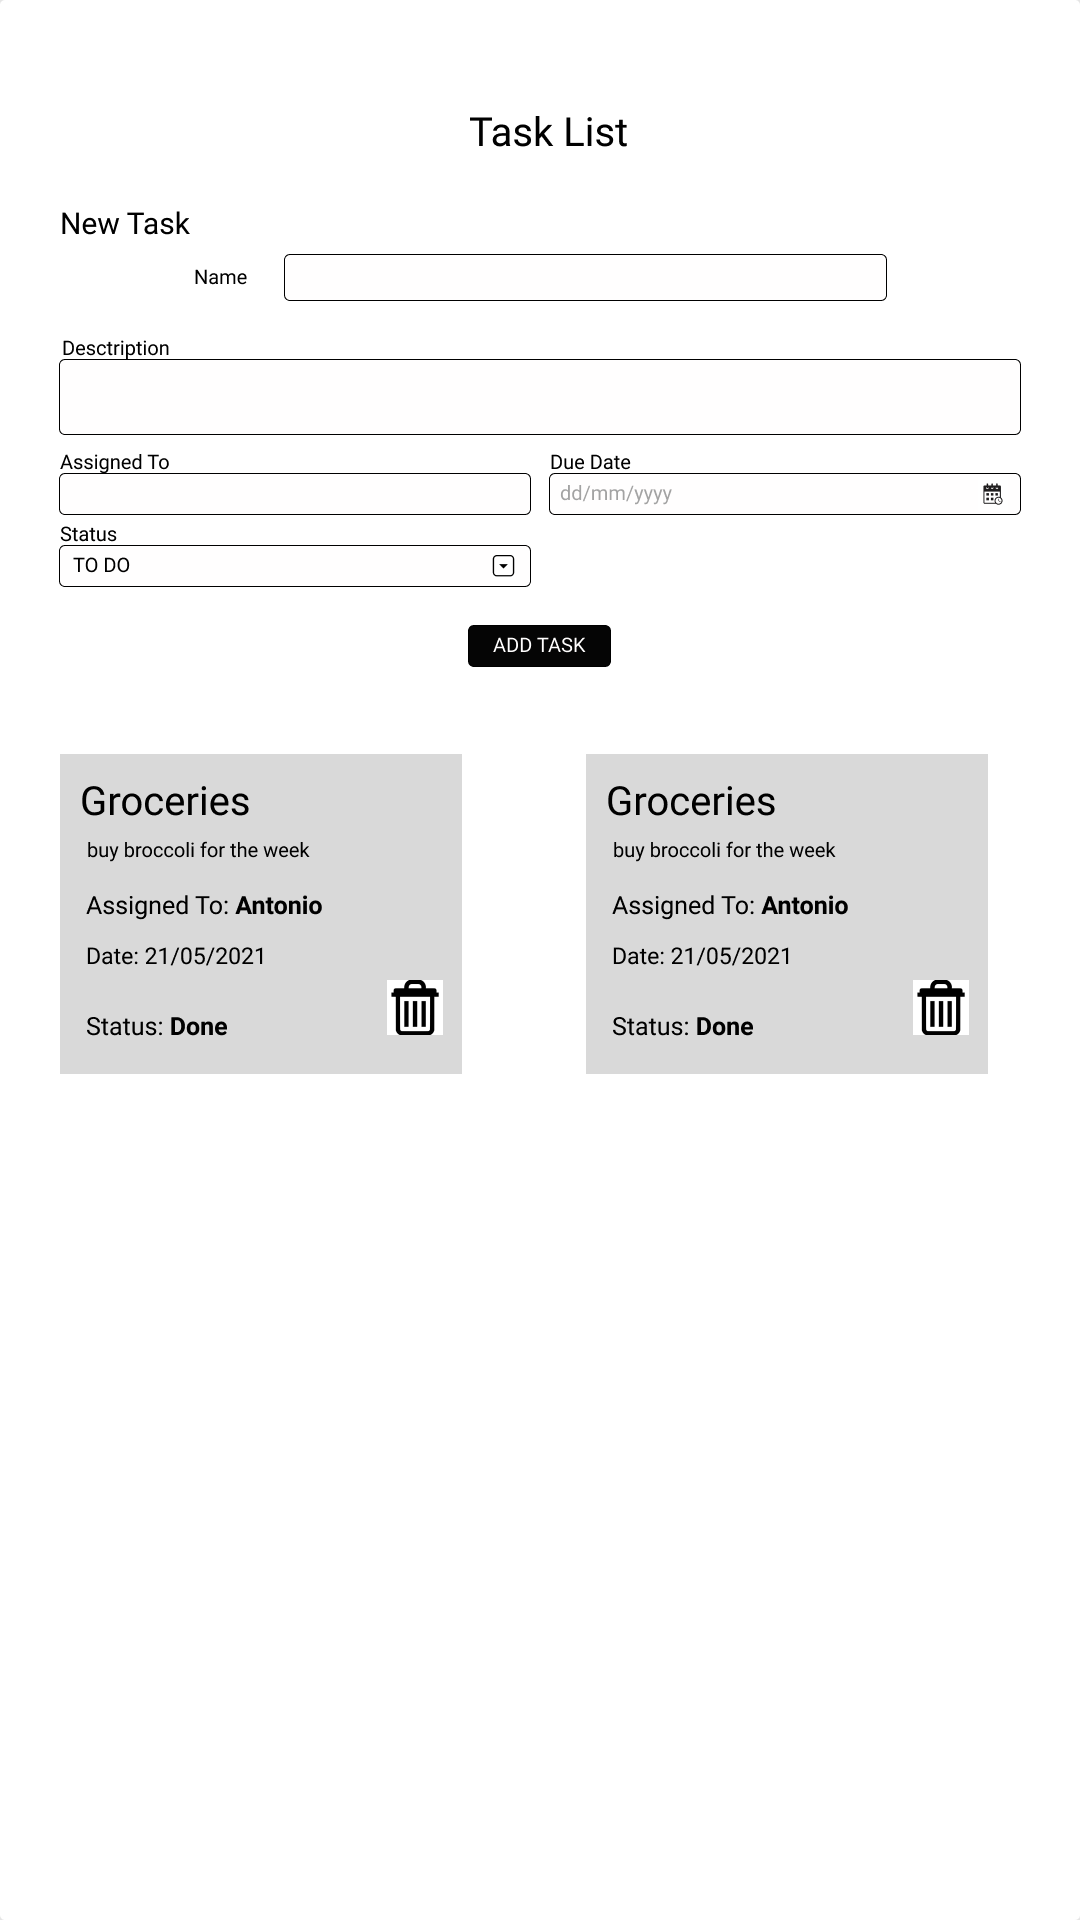 Task List
New Task
Name
Desctription
Assigned To
Due Date
dd/mm/yyyy
Status
TO DO
ADD TASK
Groceries
buy broccoli for the week
Assigned To: Antonio
Date: 21/05/2021
Status: Done
Groceries
buy broccoli for the week
Assigned To: Antonio
Date: 21/05/2021
Status: Done